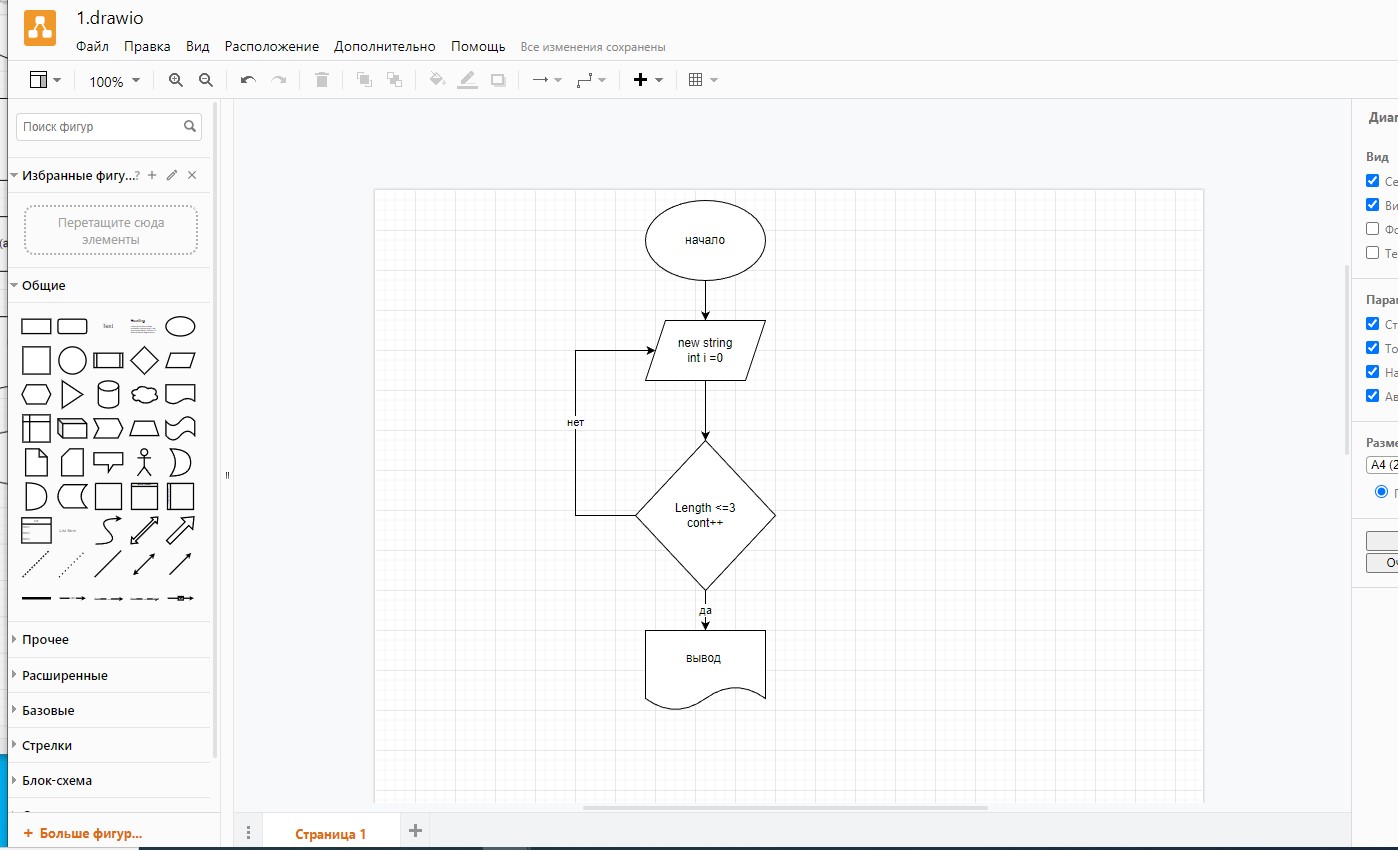 1.drawio
Файл Правка Вид Расположение Дополнительно Помощь Все изменения сохранены
100%
Поиск фигур
Избранные фигу...?
Перетащите сюда
элементы
Общие
Text
Heading
List Item
Прочее
Расширенные
Базовые
Стрелки
Блок-схема
+ Больше фигур...
начало
new string
int i =0
нет
Length <=3
cont++
да
вывод
Страница 1
Диаг
Вид
Се
Ви
Фо
Те
Пара
Ст
То
На
Ав
Разме
A4 (2
Оч